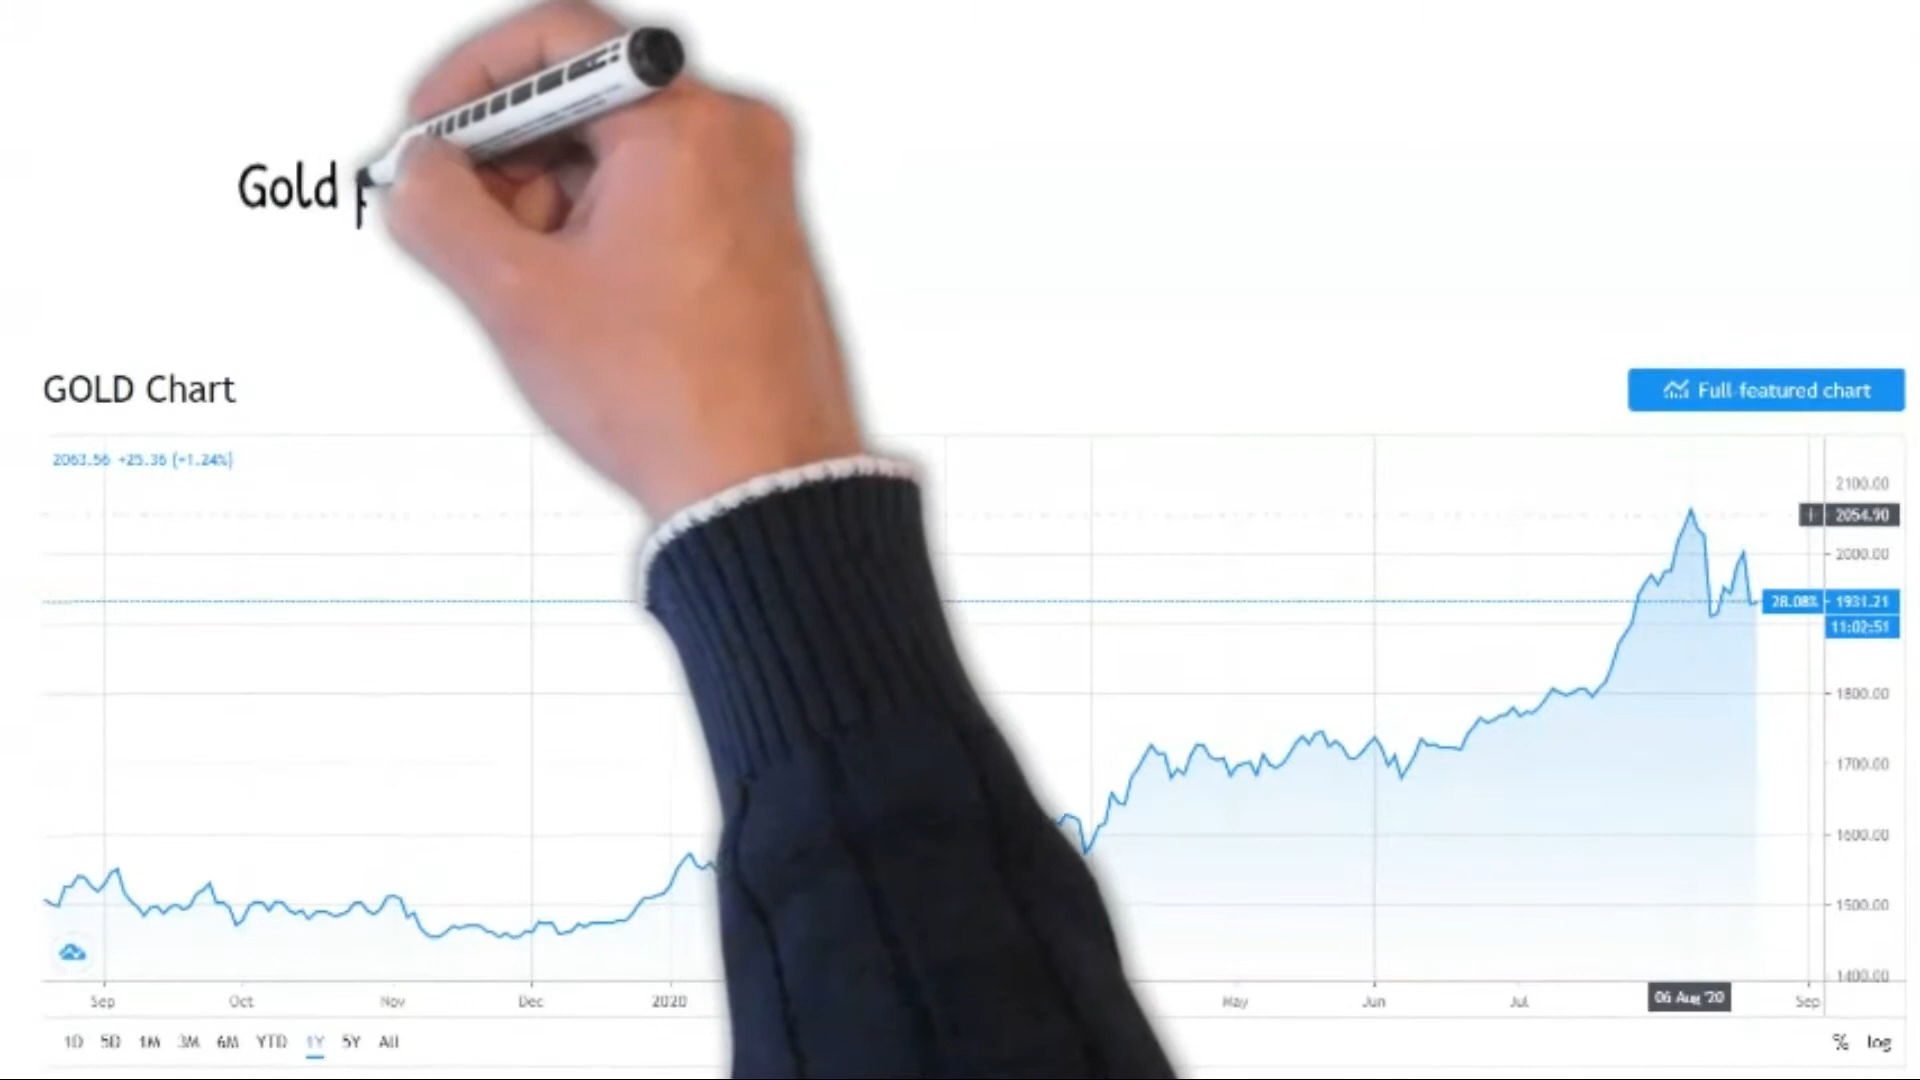 Gold p
GOLD Chart
Full-featured chart
2063.56 +25.36 (+1.24%)
2100.00
2054.90
2000.00
28.08% 1931.21
11:02:51
1800.00
1700.00
1600.00
1500.00
1400.00
Sep Oct Nov Dec 2020 May Jun Jul 06 Aug '20 Sep
1D 5D 1M 3M 6M YTD 1Y 5Y All % log